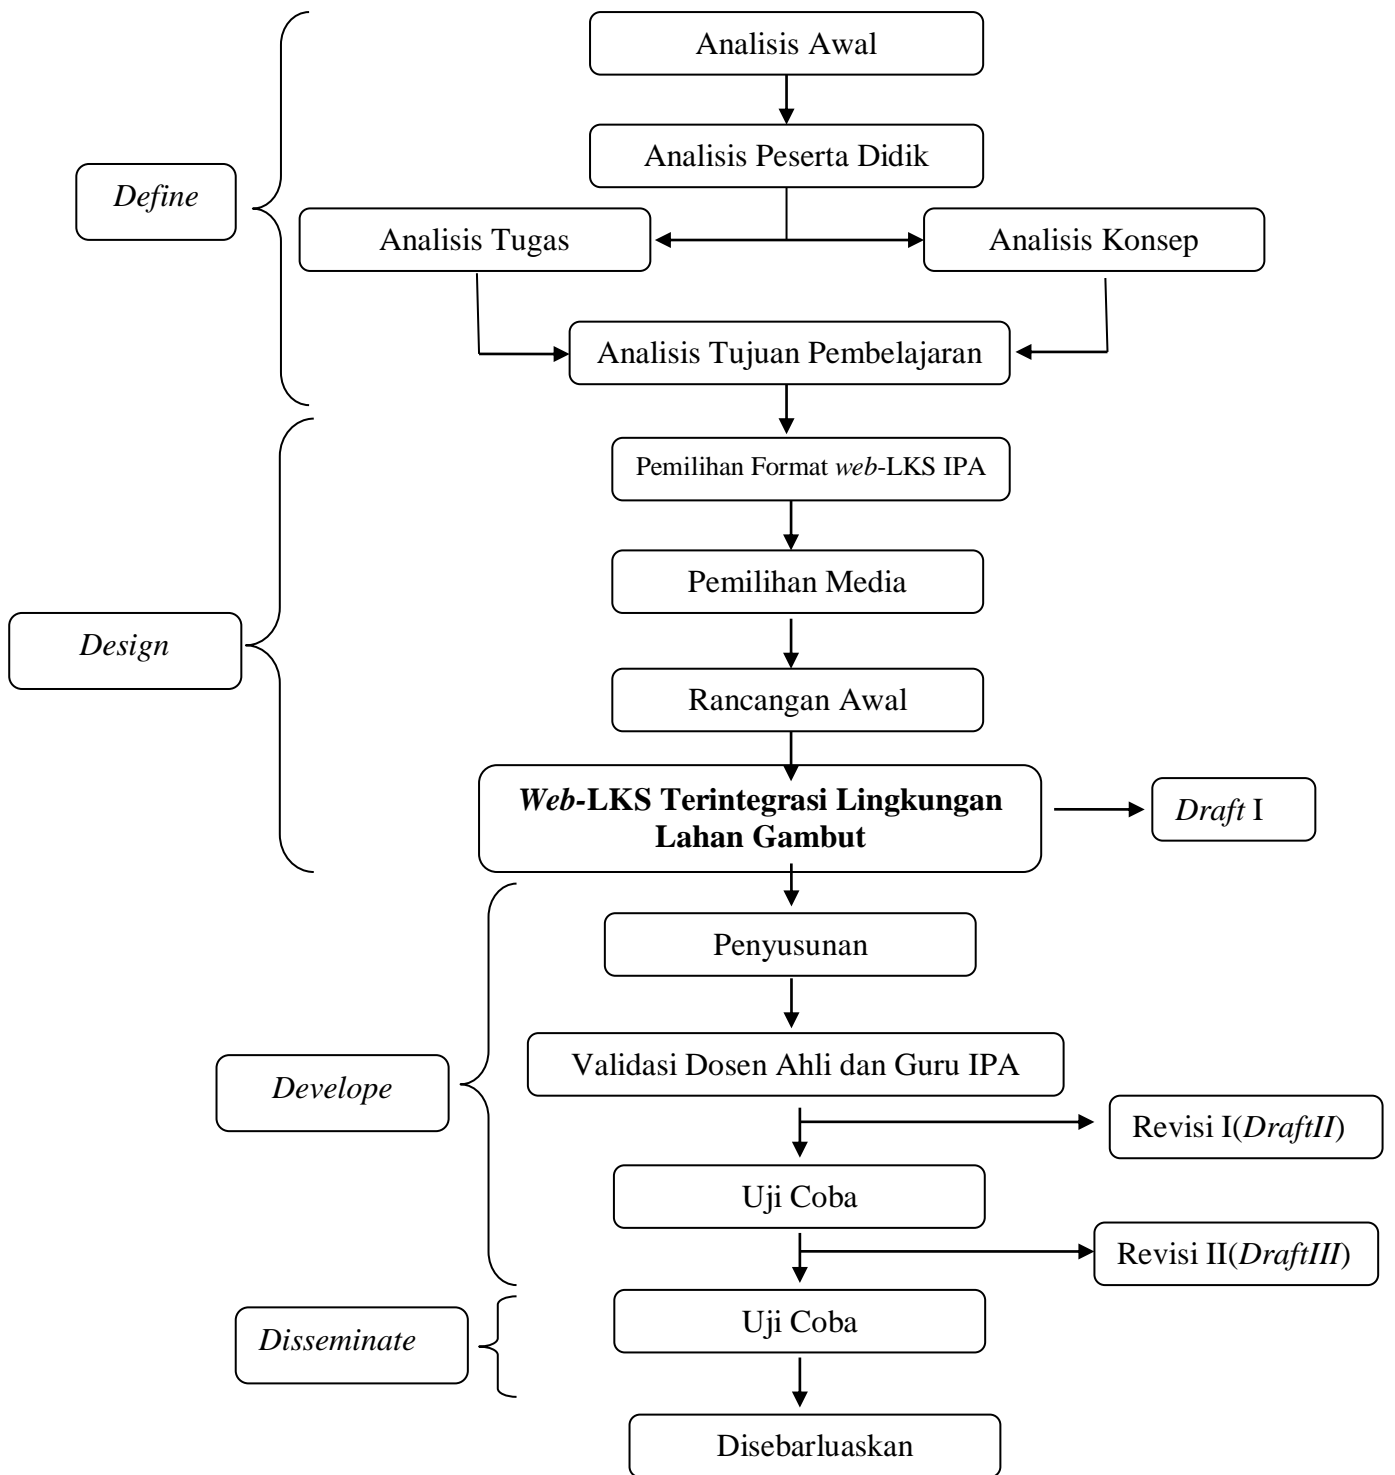 Analisis Awal
Analisis Peserta Didik
Define
Analisis Tugas
Analisis Konsep
Analisis Tujuan Pembelajaran
Pemilihan Format web-LKS IPA
Pemilihan Media
Design
Rancangan Awal
Web-LKS Terintegrasi Lingkungan
Lahan Gambut
Draft I
Penyusunan
Validasi Dosen Ahli dan Guru IPA
Develope
Revisi I(DraftII)
Uji Coba
Revisi II(DraftIII)
Uji Coba
Disseminate
Disebarluaskan